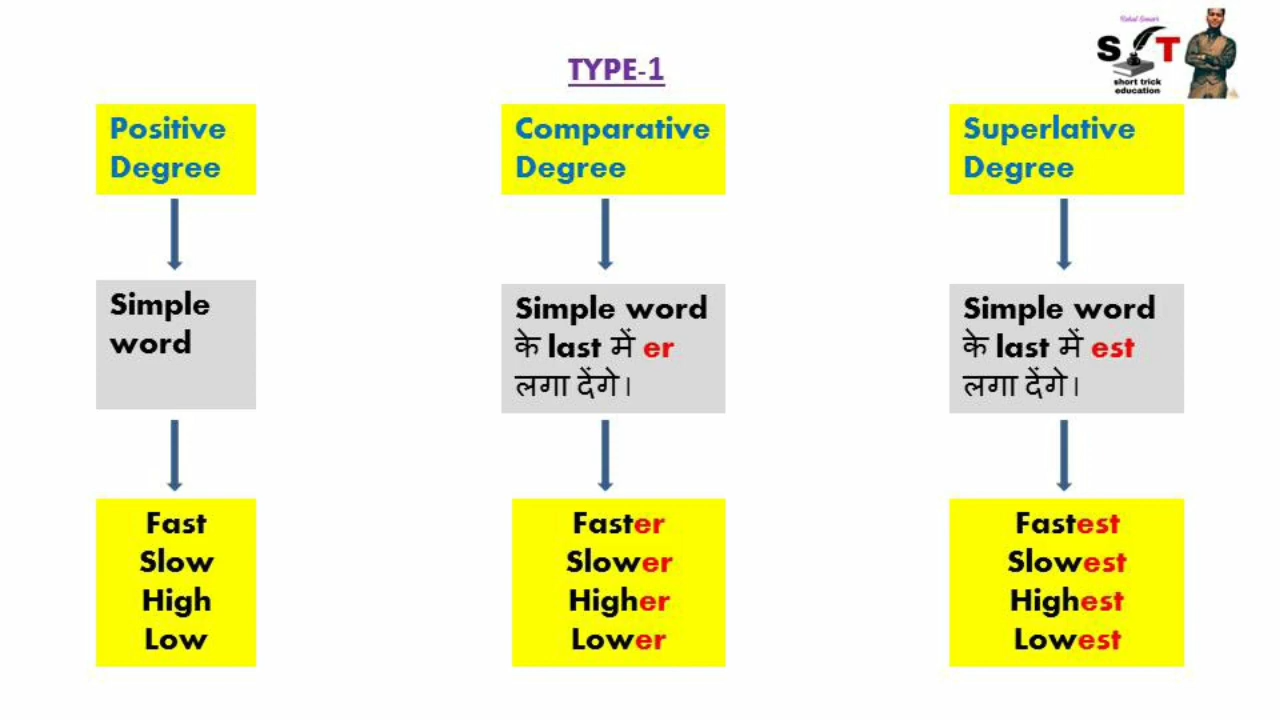 S T
short trick
education
TYPE-1
Positive
Degree
Comparative
Degree
Superlative
Degree
Simple
word
Simple word
के last में er
लगा देंगे।
Simple word
के last में est
लगा देंगे।
Fast
Slow
High
Low
Faster
Slower
Higher
Lower
Fastest
Slowest
Highest
Lowest